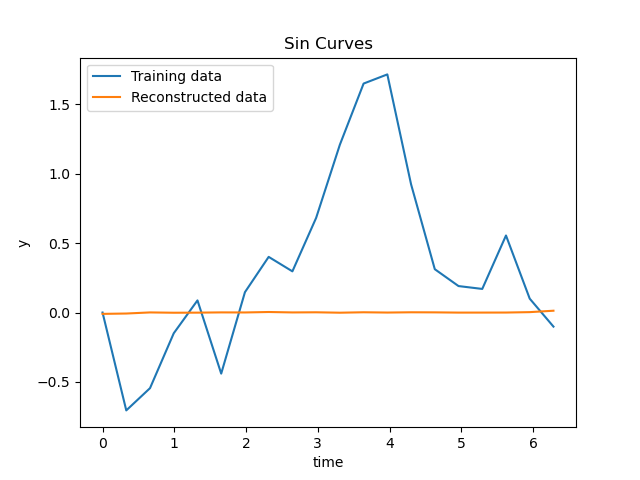 Sin Curves
Training data
Reconstructed data
1.5
1.0
0.5
0.0
−0.5
y
0 1 2 3 4 5 6
time